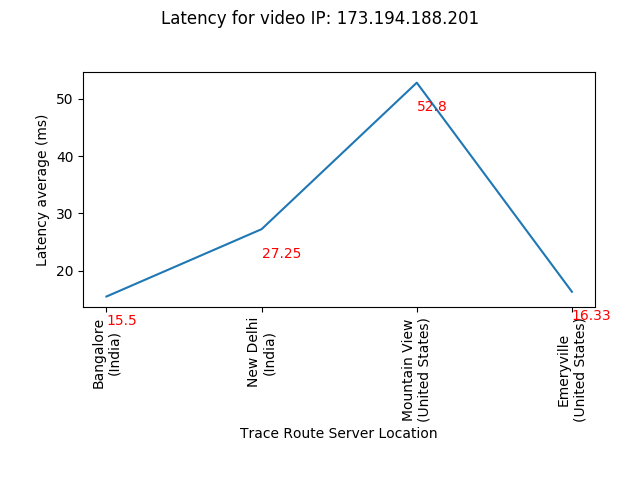 Latency for video IP: 173.194.188.201
Latency average (ms)
50
40
30
20
52.8
27.25
15.5
16.33
Bangalore
(India)
New Delhi
(India)
Mountain View
(United States)
Emeryville
(United States)
Trace Route Server Location